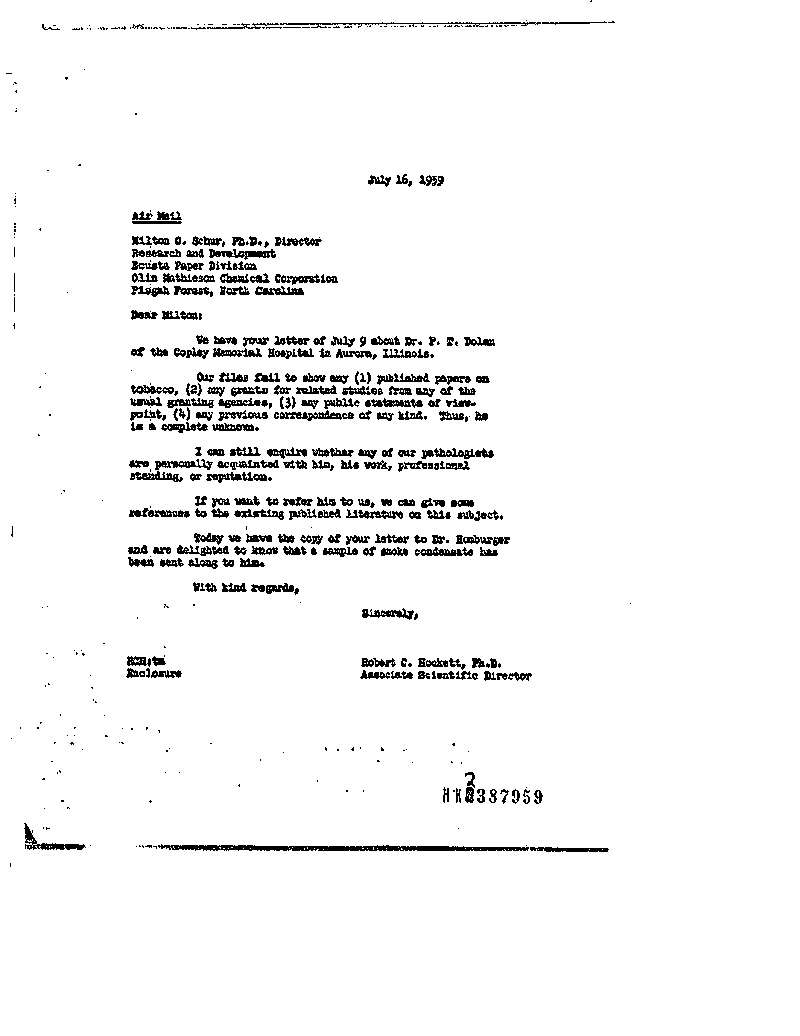 July 16, 1959
Air Mail
Milton O. Schur, Ph.D., Director
Research and Development
Ecusta Paper Division
Olin Mathieson Chemical Corporation
Pisgah Forest, North Carolina
Dear Milton:
We have your letter of July 9 about Dr. P. T. Dolan
of the Copley Memorial Hospital in Aurora, Illinois.
Our files fail to show any (1) published papers on
tobacco, (2) any grants for related studies from any of the
usual granting agencies, (3) any public statements of view-
point, (4) any previous correspondence of any kind. Thus, he
is a complete unknown.
I can still enquire whether any of our pathologists
are personally acquainted with him, his work, professional
standing, or reputation.
If you want to refer him to us, we can give some
references to the existing published literature on this subject.
Today we have the copy of your letter to Dr. Homburger
and are delighted to know that a sample of smoke condensate has
been sent along to him.
With kind regards,
Sincerely,
RCH:tm
Enclosure
Robert C. Hockett, Ph.D.
Associate Scientific Director
387959